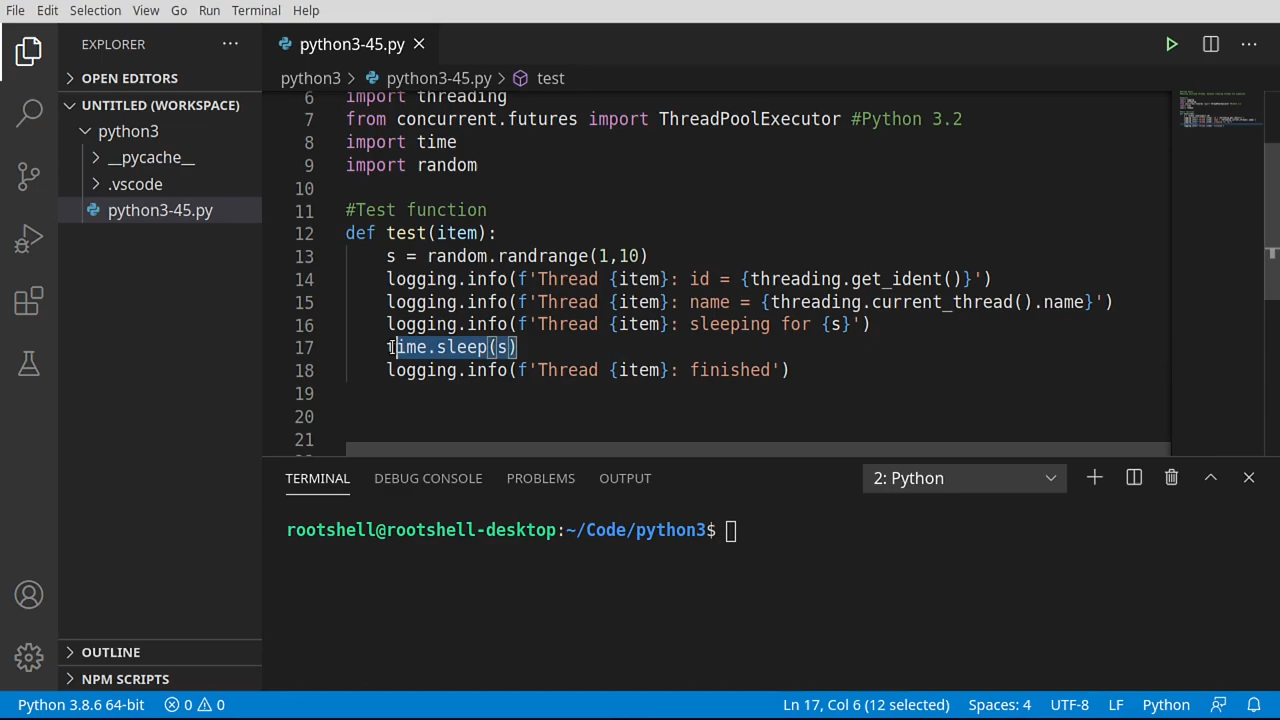 File Edit Selection View Go Run Terminal Help
EXPLORER ···
python3-45.py
OPEN EDITORS
python3 > python3-45.py > test
UNTITLED (WORKSPACE)
python3
__pycache__
.vscode
python3-45.py
6 import threading
7 from concurrent.futures import ThreadPoolExecutor #Python 3.2
8 import time
9 import random
10
11 #Test function
12 def test(item):
13 s = random.randrange(1,10)
14 logging.info(f'Thread {item}: id = {threading.get_ident()}')
15 logging.info(f'Thread {item}: name = {threading.current_thread().name}')
16 logging.info(f'Thread {item}: sleeping for {s}')
17 time.sleep(s)
18 logging.info(f'Thread {item}: finished')
19
20
21
TERMINAL DEBUG CONSOLE PROBLEMS OUTPUT 2: Python
rootshell@rootshell-desktop:~/Code/python3$
OUTLINE
NPM SCRIPTS
Python 3.8.6 64-bit 0 0 Ln 17, Col 6 (12 selected) Spaces: 4 UTF-8 LF Python